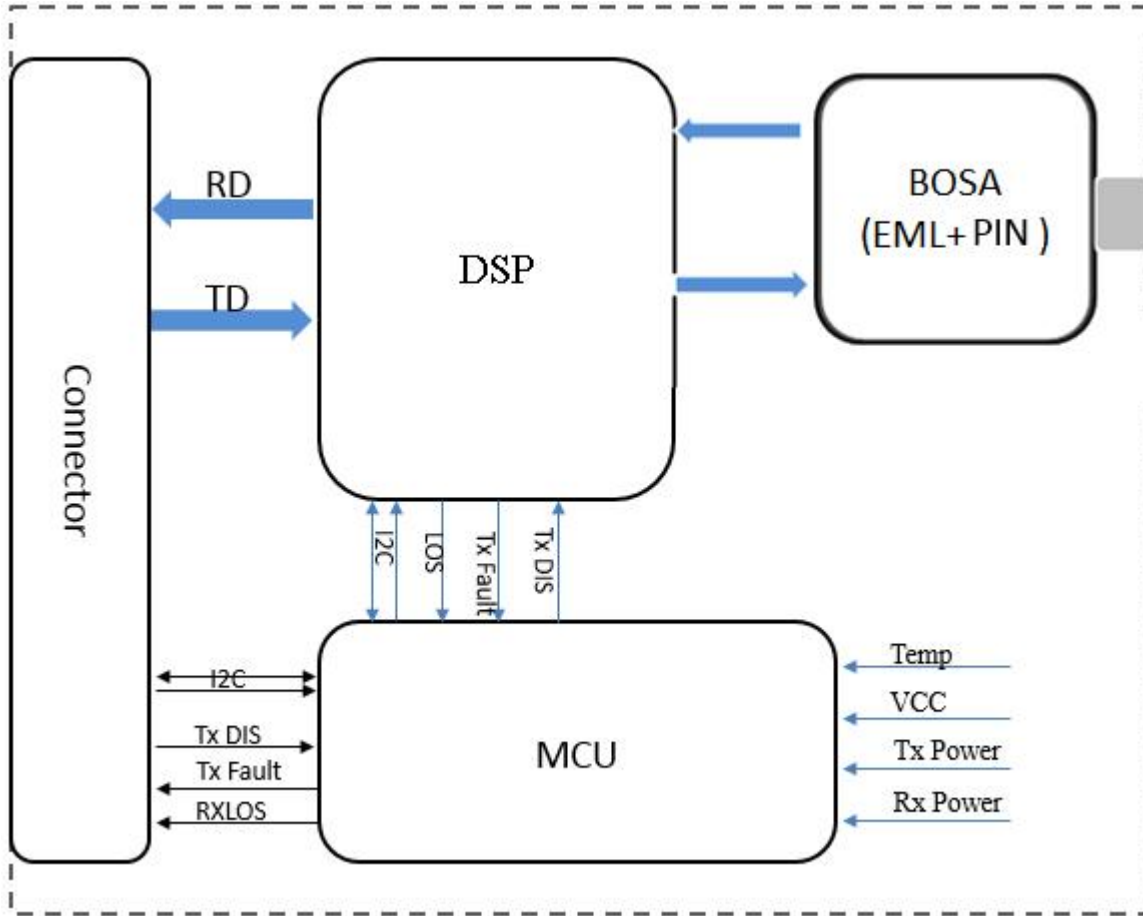 RD
TD
Connector
DSP
BOSA
(EML+ PIN )
I2C
LOS
Tx Fault
Tx DIS
I2C
Tx DIS
Tx Fault
RXLOS
MCU
Temp
VCC
Tx Power
Rx Power